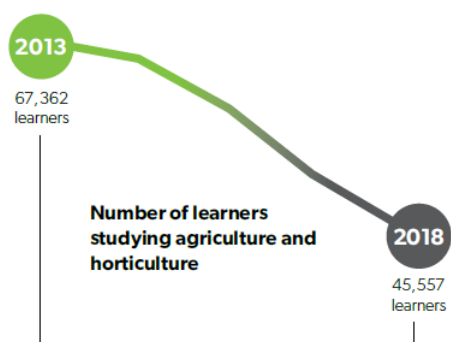 2013
67,362
learners
Number of learners
studying agriculture and
horticulture
2018
45,557
learners